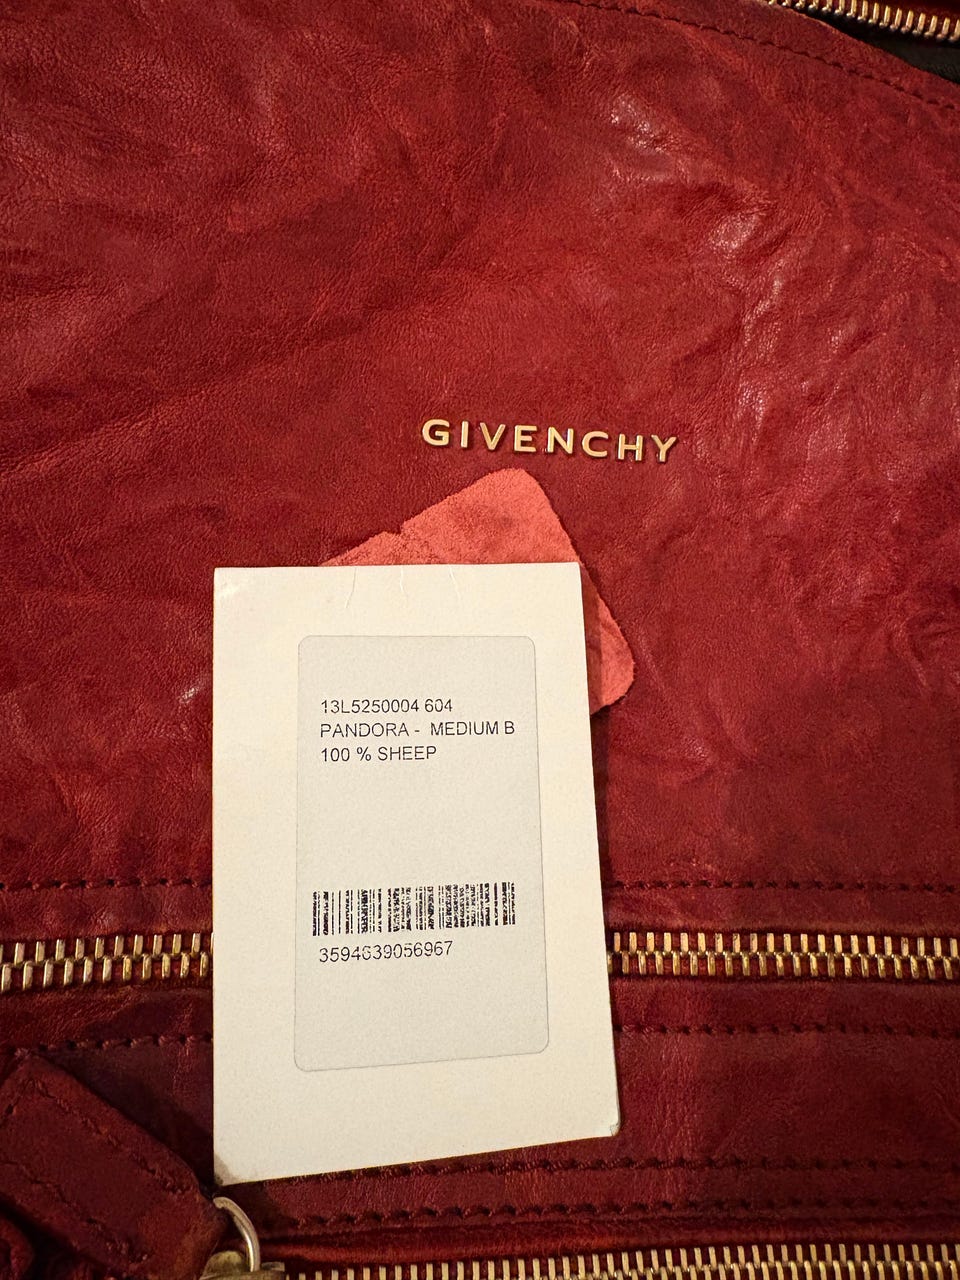 GIVENCHY
13L5250004 604
PANDORA -  MEDIUM B
100 % SHEEP
3594639056967